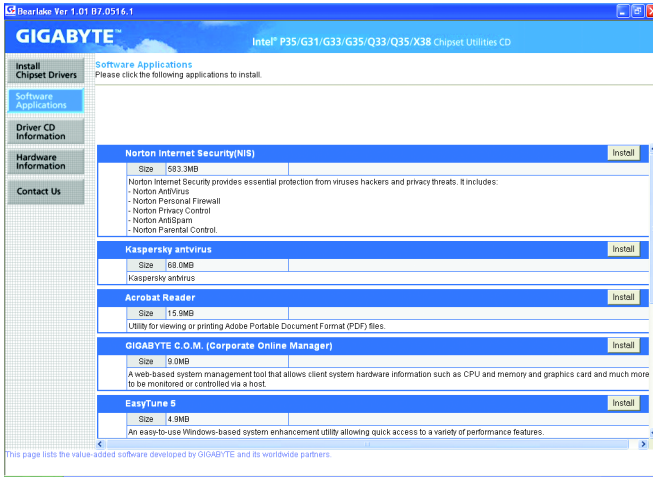 Bearlake Ver 1.01 B7.0516.1
GIGABYTE™
Intel® P35/G31/G33/G35/Q33/Q35/X38 Chipset Utilities CD
Install
Chipset Drivers
Software
Applications
Driver CD
Information
Hardware
Information
Contact Us
Software Applications
Please click the following applications to install.
Norton Internet Security(NIS) Install
Size 583.3MB
Norton Internet Security provides essential protection from viruses hackers and privacy threats. It includes:
- Norton AntiVirus
- Norton Personal Firewall
- Norton Privacy Control
- Norton AntiSpam
- Norton Parental Control.
Kaspersky antvirus Install
Size 68.0MB
Kaspersky antvirus
Acrobat Reader Install
Size 15.9MB
Utility for viewing or printing Adobe Portable Document Format (PDF) files.
GIGABYTE C.O.M. (Corporate Online Manager) Install
Size 9.0MB
A web-based system management tool that allows client system hardware information such as CPU and memory and graphics card and much more
to be monitored or controlled via a host.
EasyTune 5 Install
Size 4.9MB
An easy-to-use Windows-based system enhancement utility allowing quick access to a variety of performance features.
This page lists the value-added software developed by GIGABYTE and its worldwide partners.